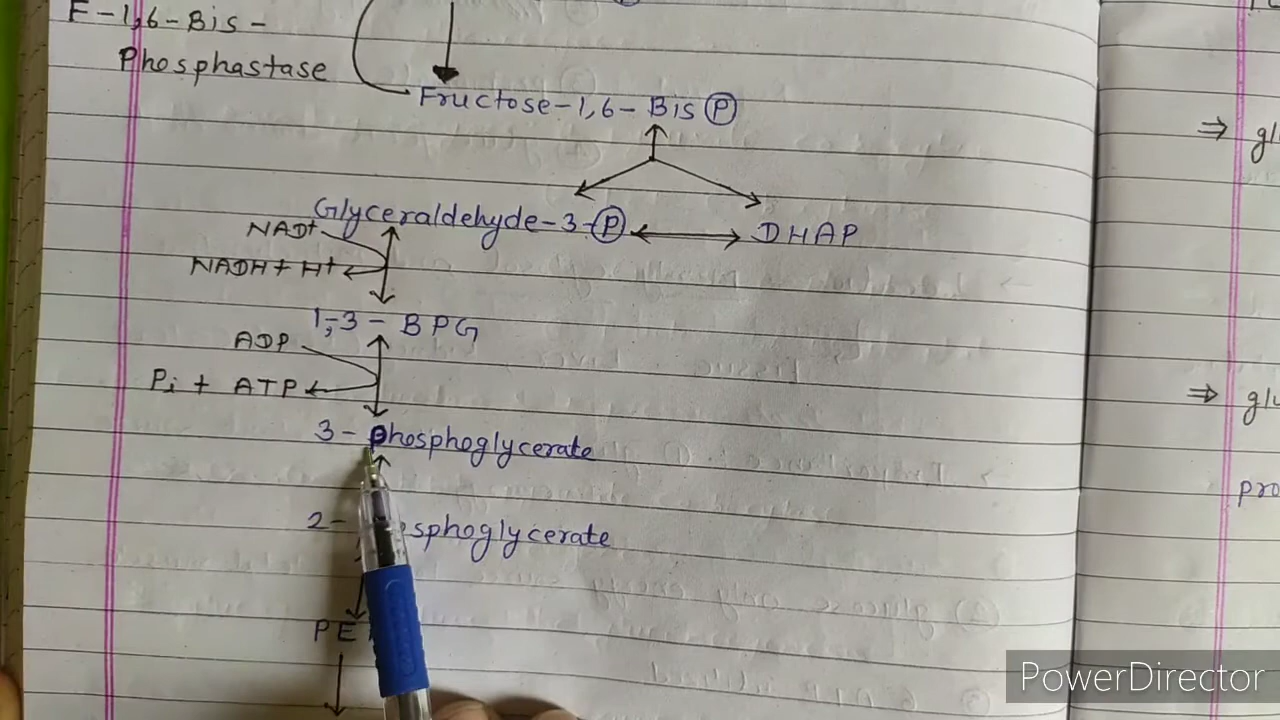 F-1,6-Bis-
Phosphastase
Fructose-1,6-Bis P
Glyceraldehyde-3-P
DHAP
NAD+
NADH + H+
1,3-BPG
ADP
Pi + ATP
3-phosphoglycerate
2-
sphoglycerate
PE
⇒
⇒
PowerDirector